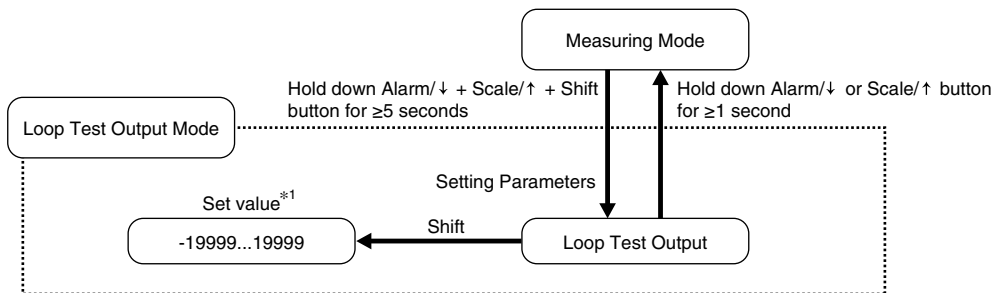 Measuring Mode
Hold down Alarm/↓ + Scale/↑ + Shift
button for ≥5 seconds
Hold down Alarm/↓ or Scale/↑ button
for ≥1 second
Loop Test Output Mode
Setting Parameters
Set value*1
-19999...19999
Shift
Loop Test Output